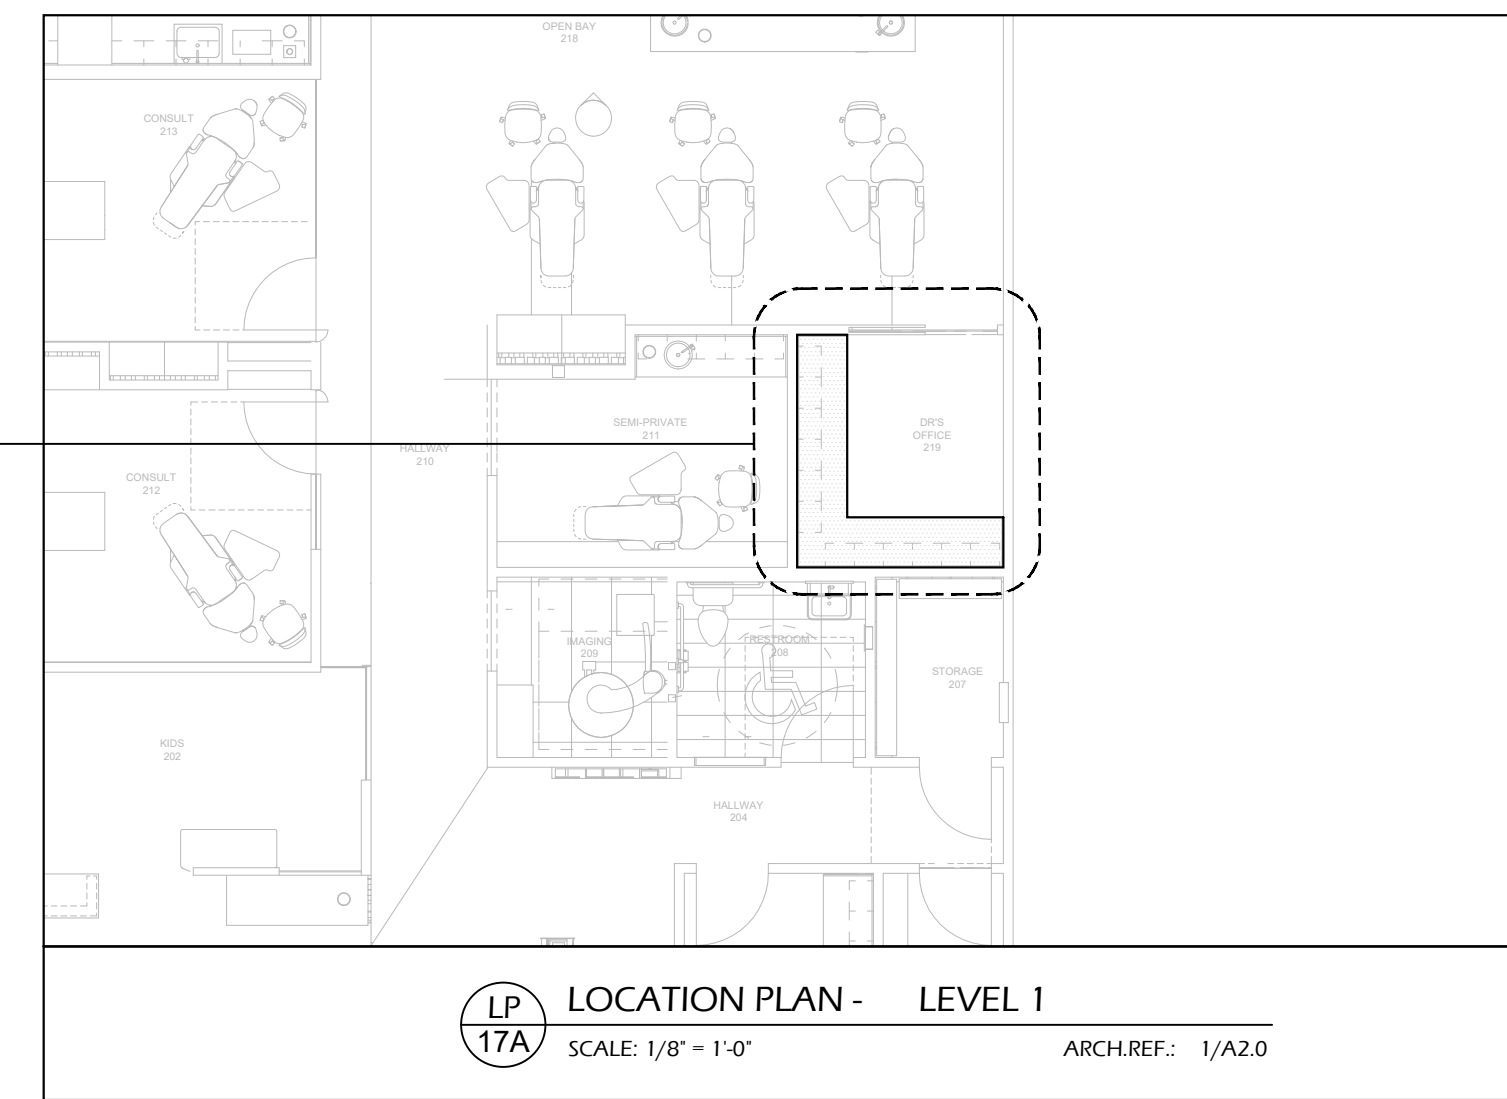 OPEN BAY
218
CONSULT
213
SEMI-PRIVATE
211
DR'S
OFFICE
219
HALLWAY
210
CONSULT
212
IMAGING
209
RESTROOM
208
STORAGE
207
KIDS
202
HALLWAY
204
LP
17A
LOCATION PLAN - LEVEL 1
SCALE: 1/8" = 1'-0"
ARCH.REF.: 1/A2.0